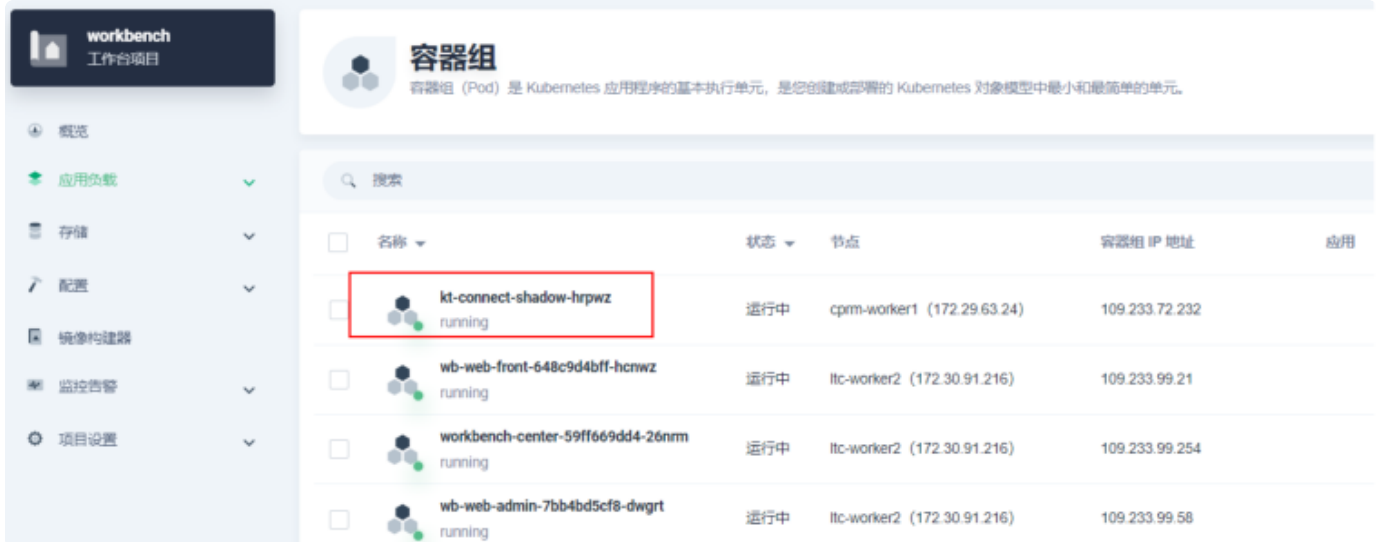 workbench
工作台项目
容器组
容器组（Pod）是 Kubernetes 应用程序的基本执行单元，是您创建或部署的 Kubernetes 对象模型中最小和最简单的单元。
概览
应用负载
存储
配置
镜像构建器
监控告警
项目设置
搜索
名称 状态 节点 容器组 IP 地址 应用
kt-connect-shadow-hrpwz
running
运行中 cprm-worker1（172.29.63.24） 109.233.72.232
wb-web-front-648c9d4bff-hcnwz
running
运行中 ltc-worker2（172.30.91.216） 109.233.99.21
workbench-center-59ff669dd4-26nrm
running
运行中 ltc-worker2（172.30.91.216） 109.233.99.254
wb-web-admin-7bb4bd5cf8-dwgrt
running
运行中 ltc-worker2（172.30.91.216） 109.233.99.58